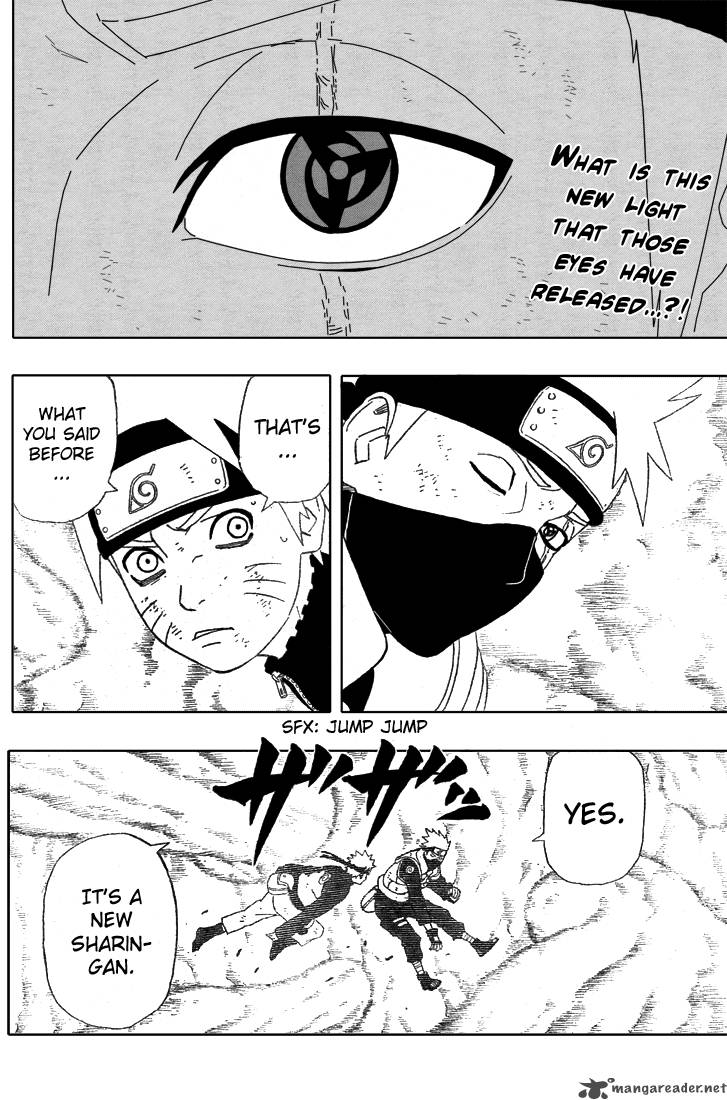 WHAT IS THIS
NEW LIGHT
THAT THOSE
EYES HAVE
RELEASED...?!
THAT'S
...
WHAT
YOU SAID
BEFORE
...
SFX: JUMP JUMP
ザッザッ
YES.
IT'S A
NEW
SHARIN-
GAN.
mangareader.net